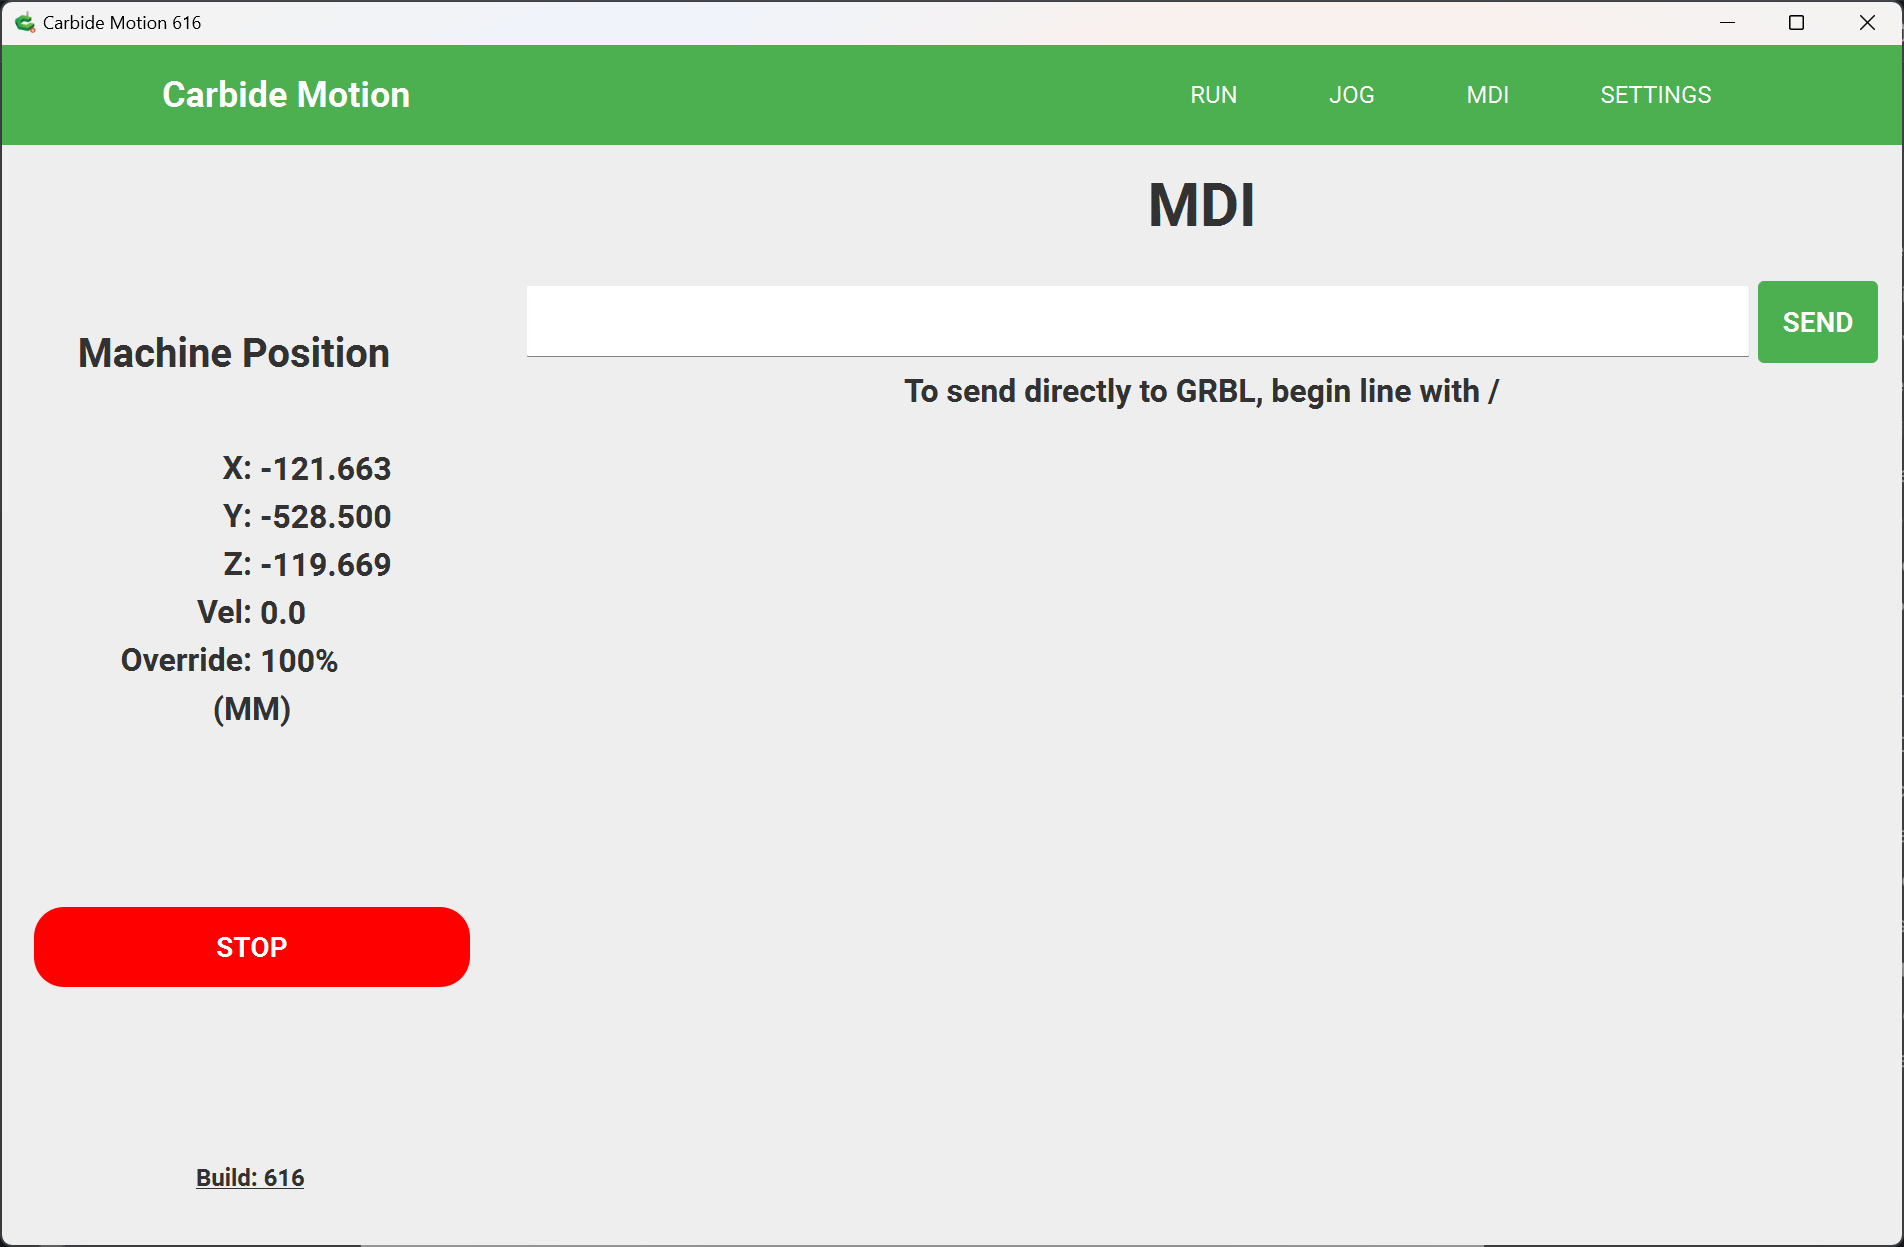 Carbide Motion 616
Carbide Motion
RUN
JOG
MDI
SETTINGS
MDI
SEND
To send directly to GRBL, begin line with /
Machine Position
X: -121.663
Y: -528.500
Z: -119.669
Vel: 0.0
Override: 100%
(MM)
STOP
Build: 616